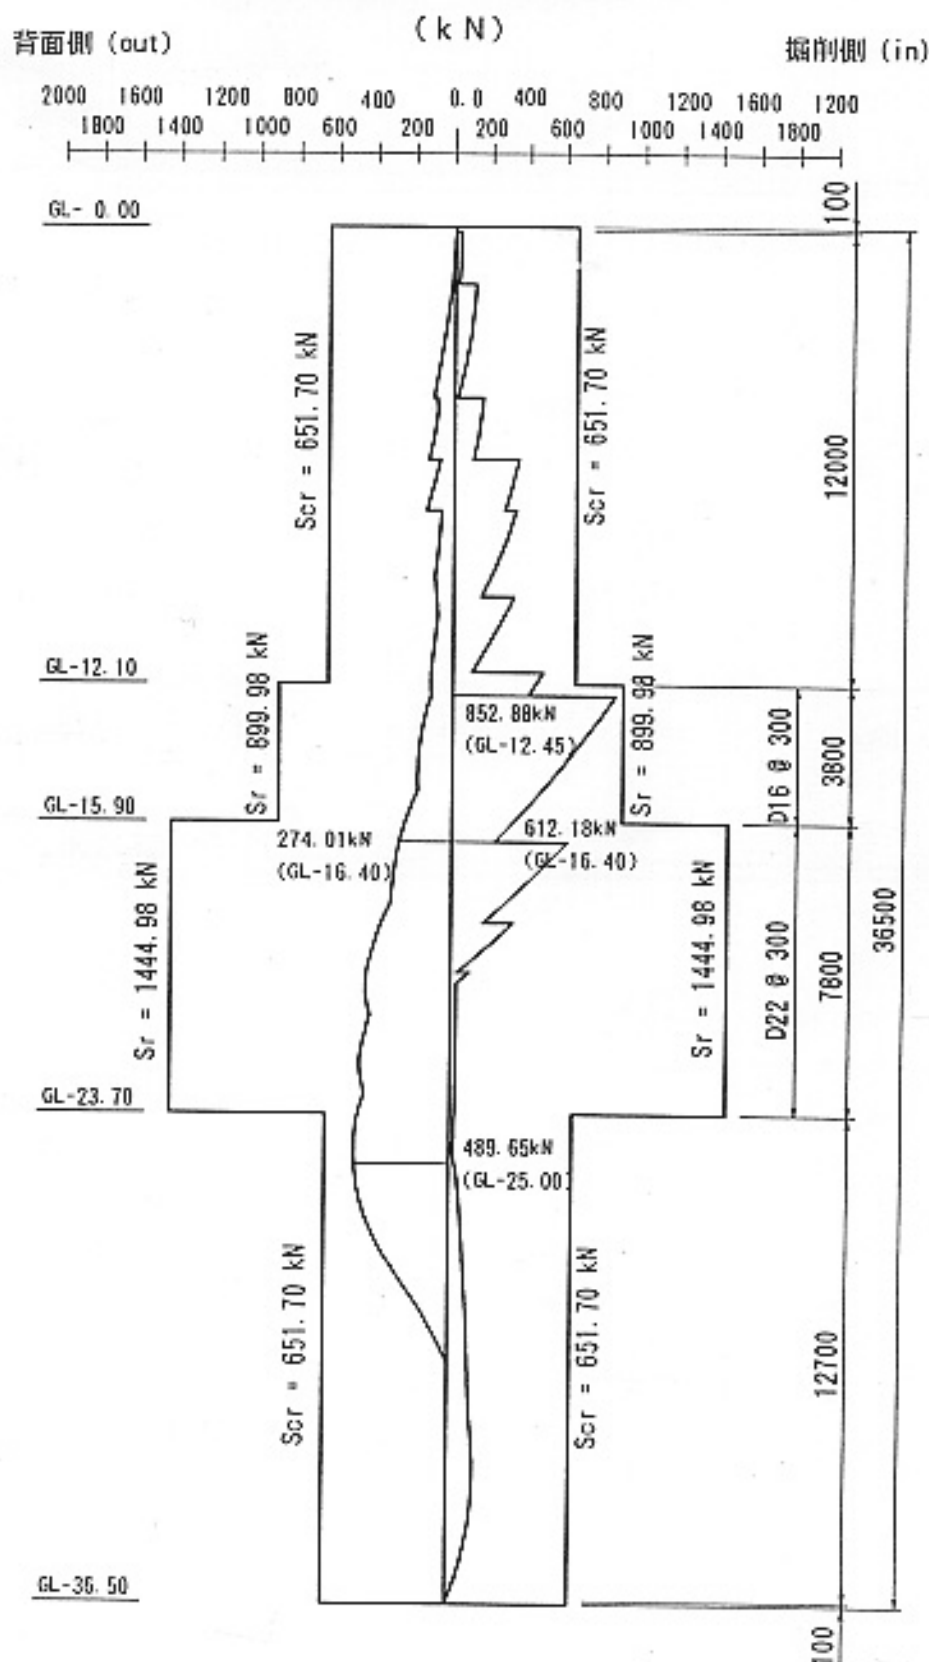 (kN)
背面側 (out)
掘削側 (in)
2000 1600 1200 800 400 0.0 400 800 1200 1600 1200
1800 1400 1000 600 200 200 600 1000 1400 1800
GL- 0.00
100
Scr = 651.70 kN
Scr = 651.70 kN
12000
GL-12.10
Sr = 899.98 kN
Sr = 899.98 kN
852.88kN
(GL-12.45)
D16 @ 300
3800
GL-15.90
274.01kN
(GL-16.40)
612.18kN
(GL-16.40)
Sr = 1444.98 kN
Sr = 1444.98 kN
D22 @ 300
7800
36500
GL-23.70
489.65kN
(GL-25.00)
Scr = 651.70 kN
Scr = 651.70 kN
12700
GL-36.50
100